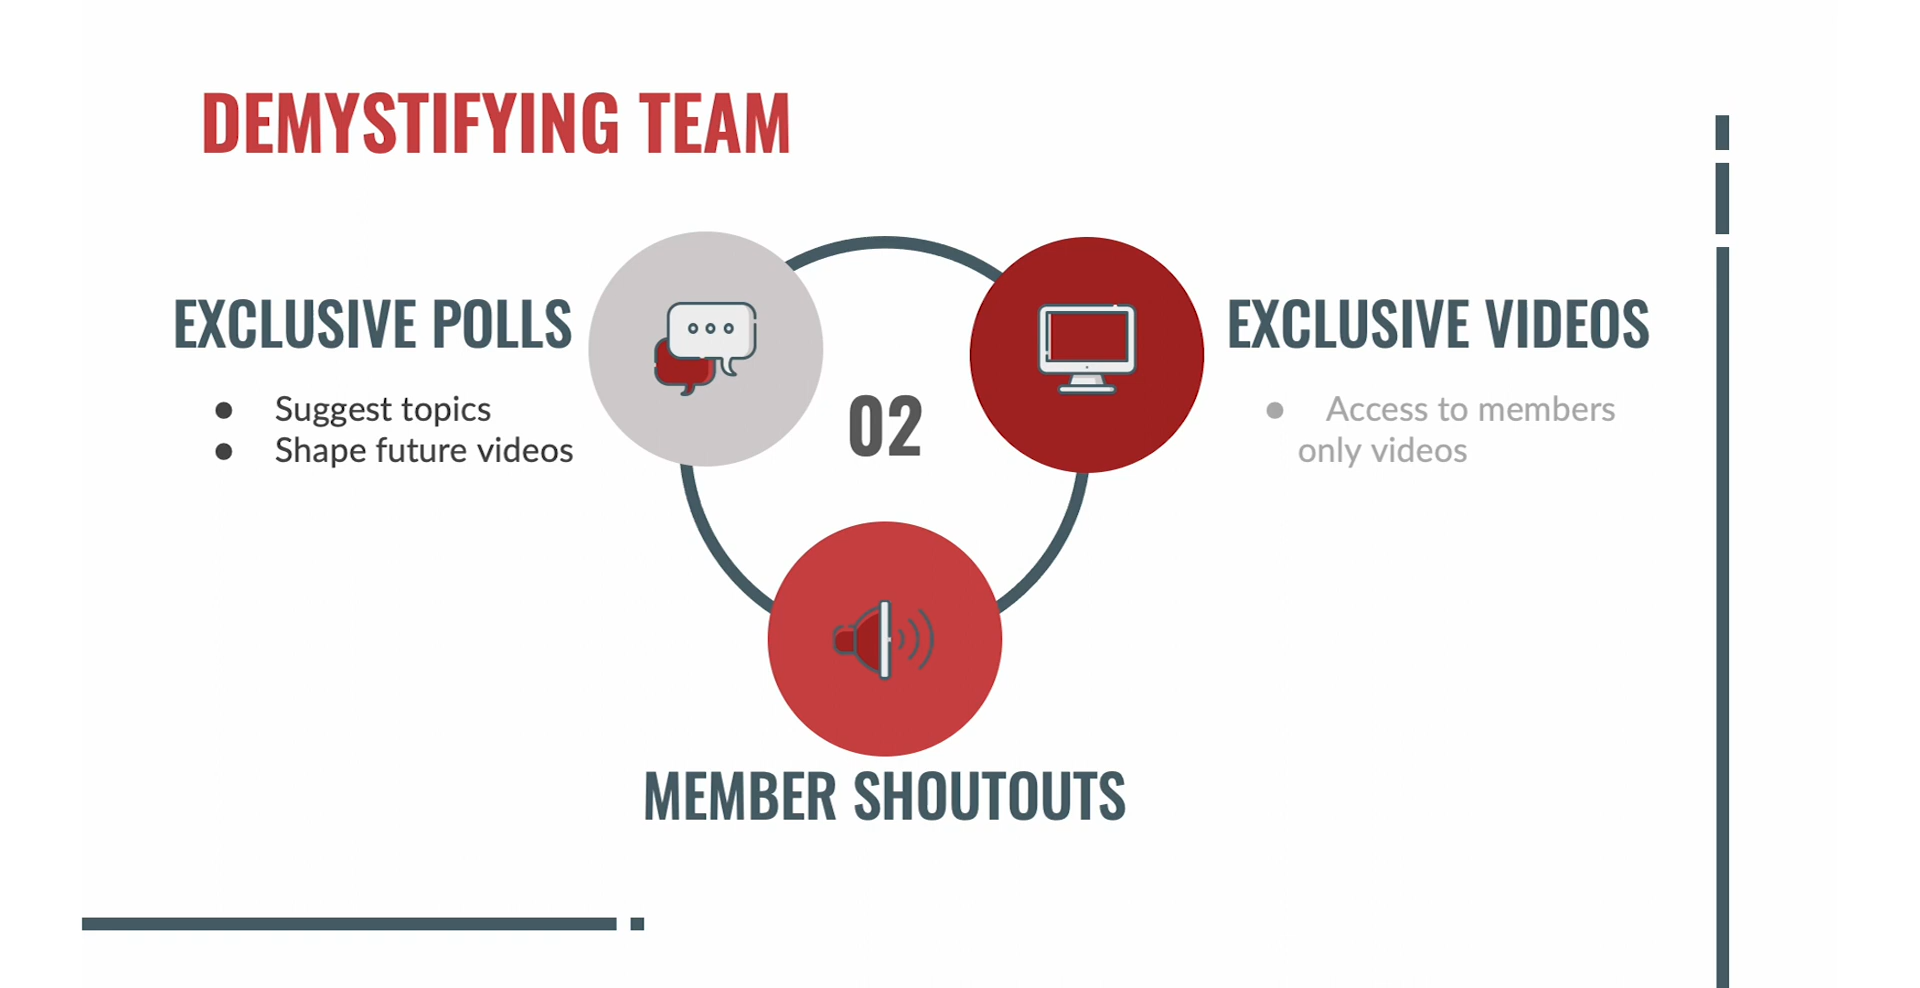 DEMYSTIFYING TEAM
EXCLUSIVE POLLS
● Suggest topics
● Shape future videos
02
EXCLUSIVE VIDEOS
● Access to members
only videos
MEMBER SHOUTOUTS